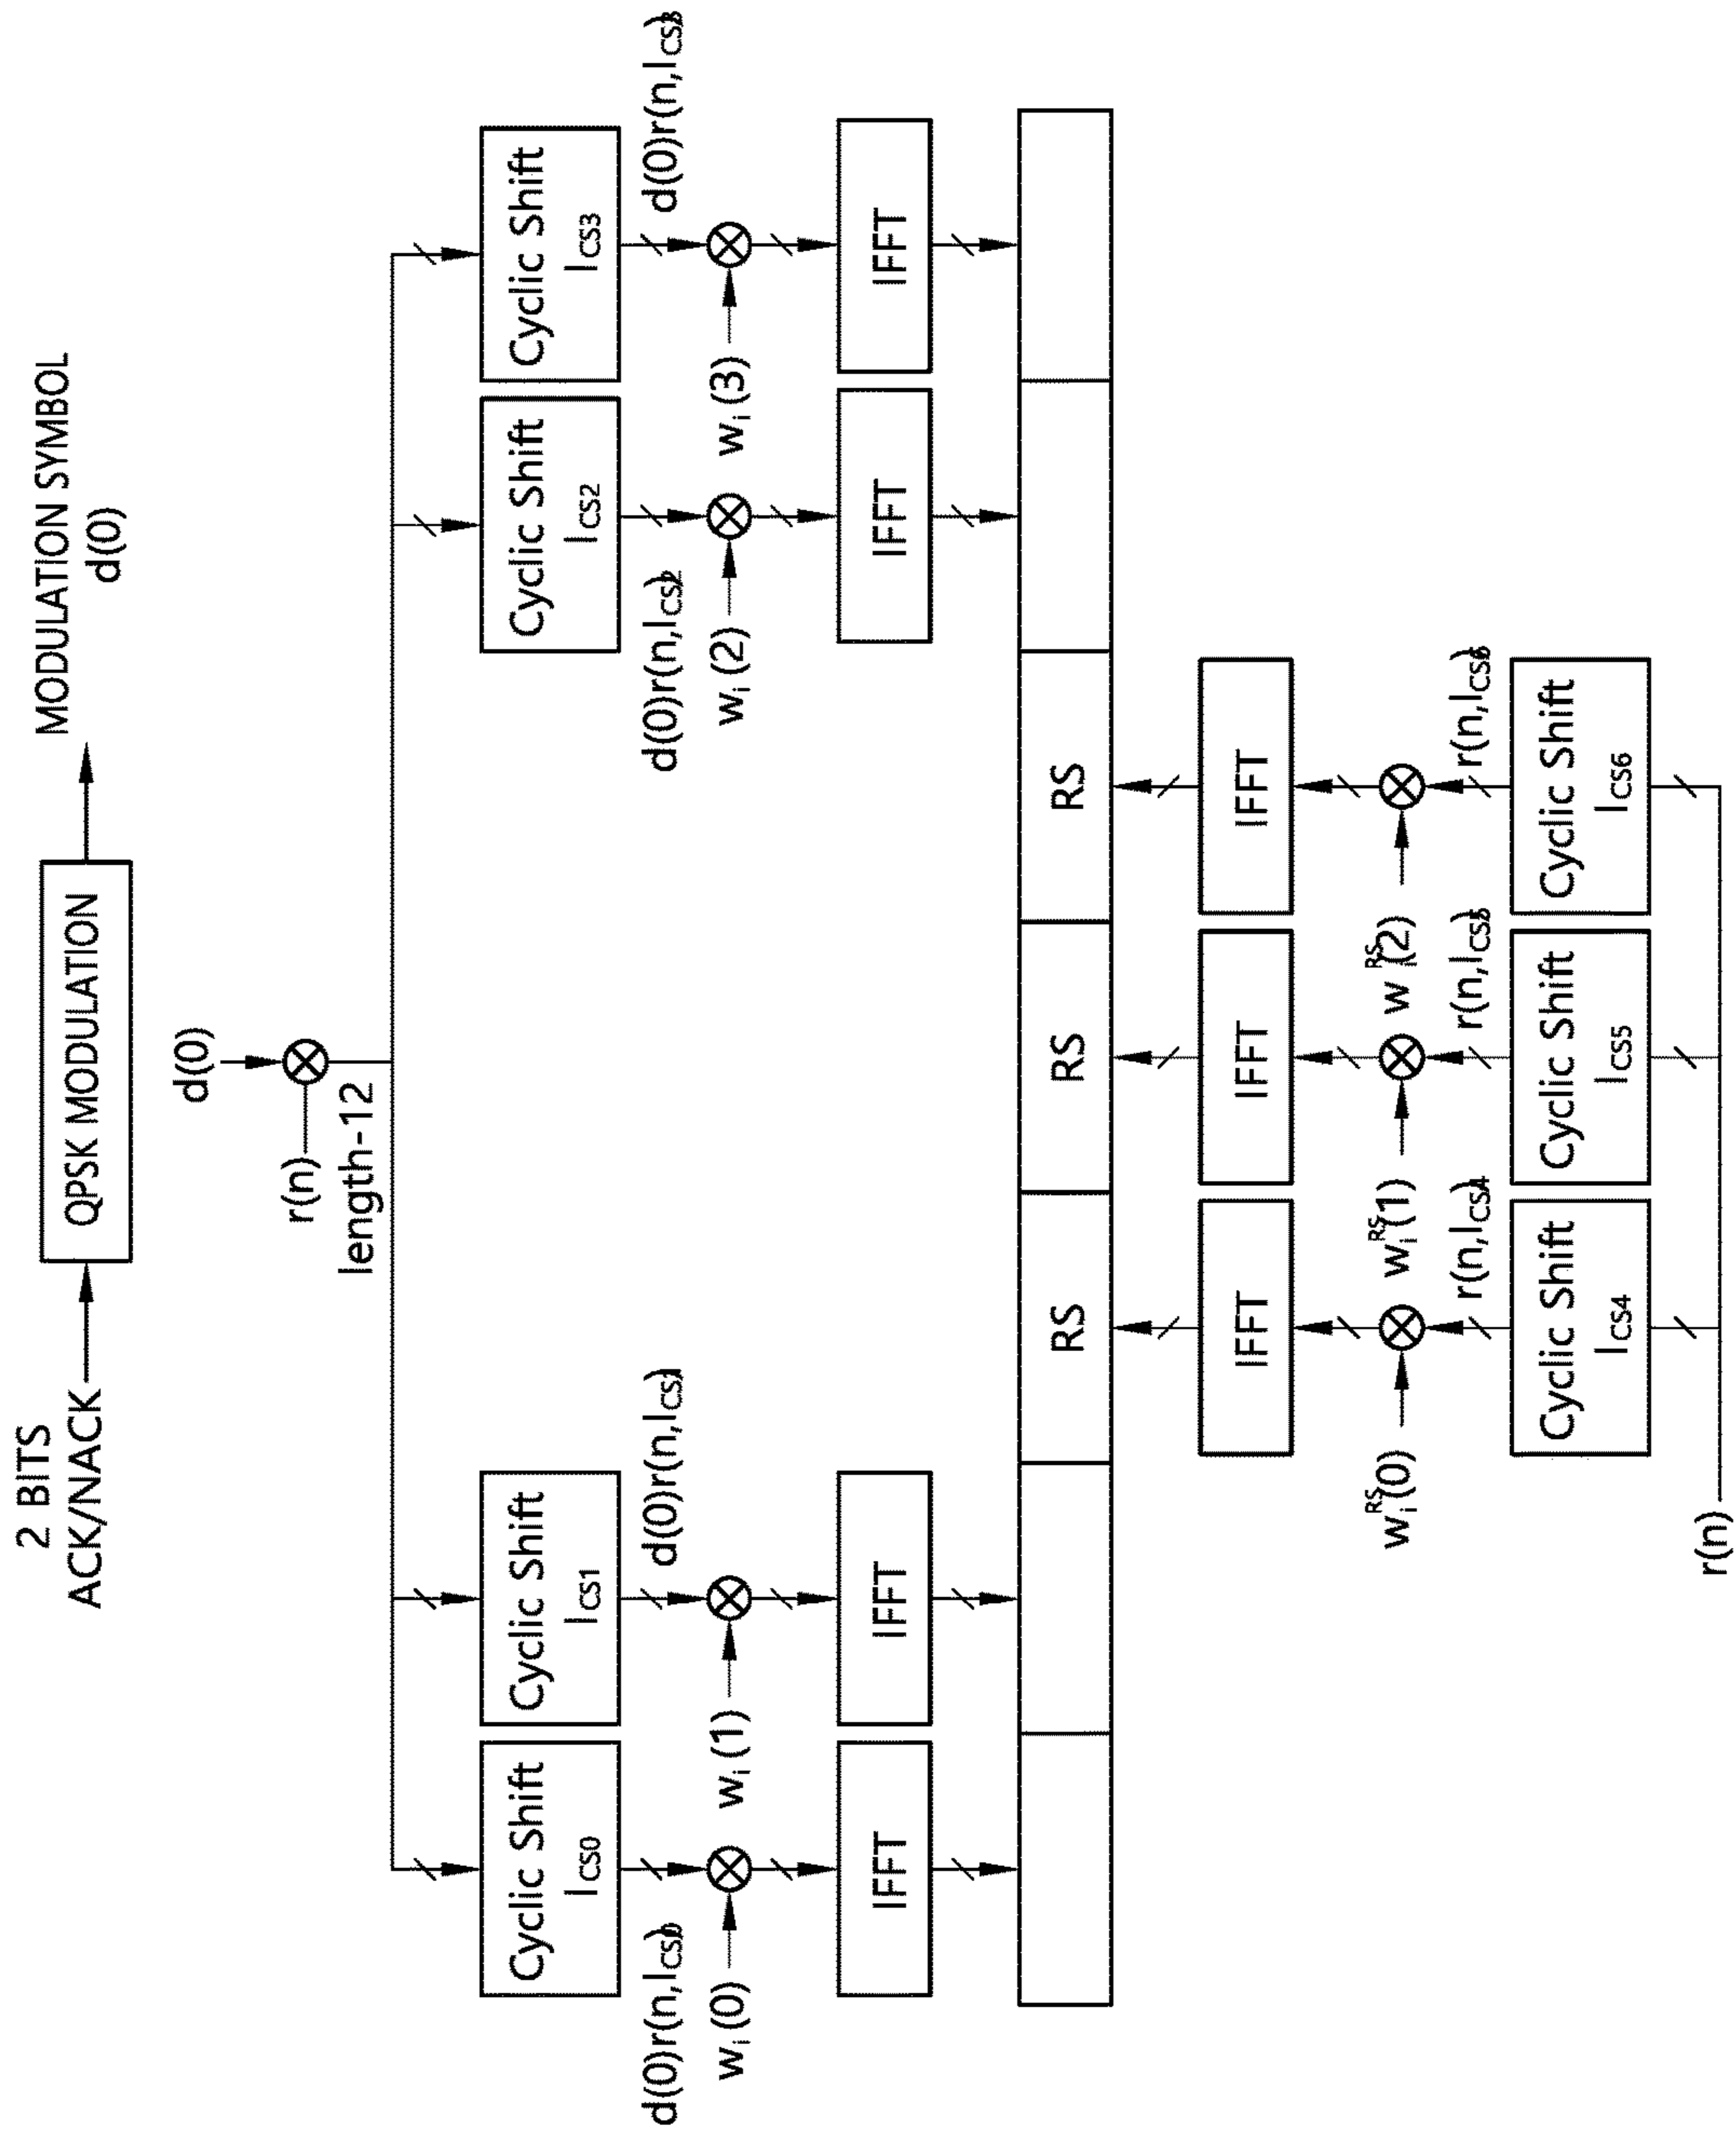 2 BITS
ACK/NACK
QPSK MODULATION
MODULATION SYMBOL
d(0)
d(0)
r(n)
length-12
Cyclic Shift
I_CS0
Cyclic Shift
I_CS1
Cyclic Shift
I_CS2
Cyclic Shift
I_CS3
d(0)r(n,I_CS0)
d(0)r(n,I_CS1)
d(0)r(n,I_CS2)
d(0)r(n,I_CS3)
w_i(0)
w_i(1)
w_i(2)
w_i(3)
IFFT
IFFT
IFFT
IFFT
RS
RS
RS
IFFT
IFFT
IFFT
w_i^RS(0)
w_i^RS(1)
w_i^RS(2)
r(n,I_CS4)
r(n,I_CS5)
r(n,I_CS6)
Cyclic Shift
I_CS4
Cyclic Shift
I_CS5
Cyclic Shift
I_CS6
r(n)